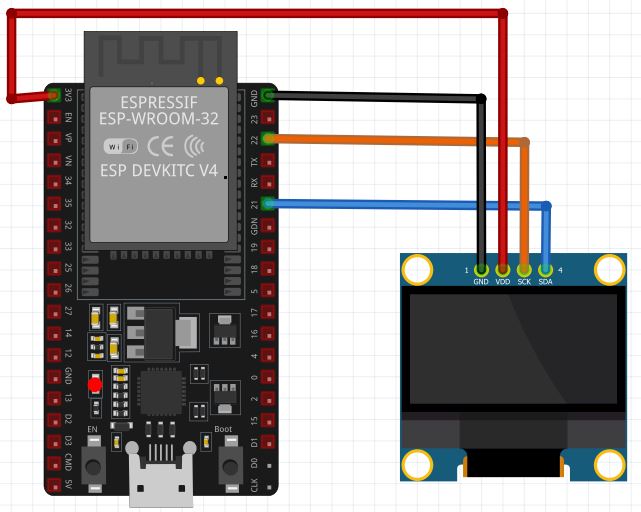 ESPRESSIF
ESP-WROOM-32
Wi Fi
CE
ESP DEVKITC V4
3V3
EN
VP
VN
34
35
32
33
25
26
27
14
12
GND
13
D2
D3
CMD
5V
GND
23
22
TX
RX
21
GDN
19
18
5
17
16
4
0
2
15
D1
D0
CLK
EN
Boot
1
4
GND VDD SCK SDA